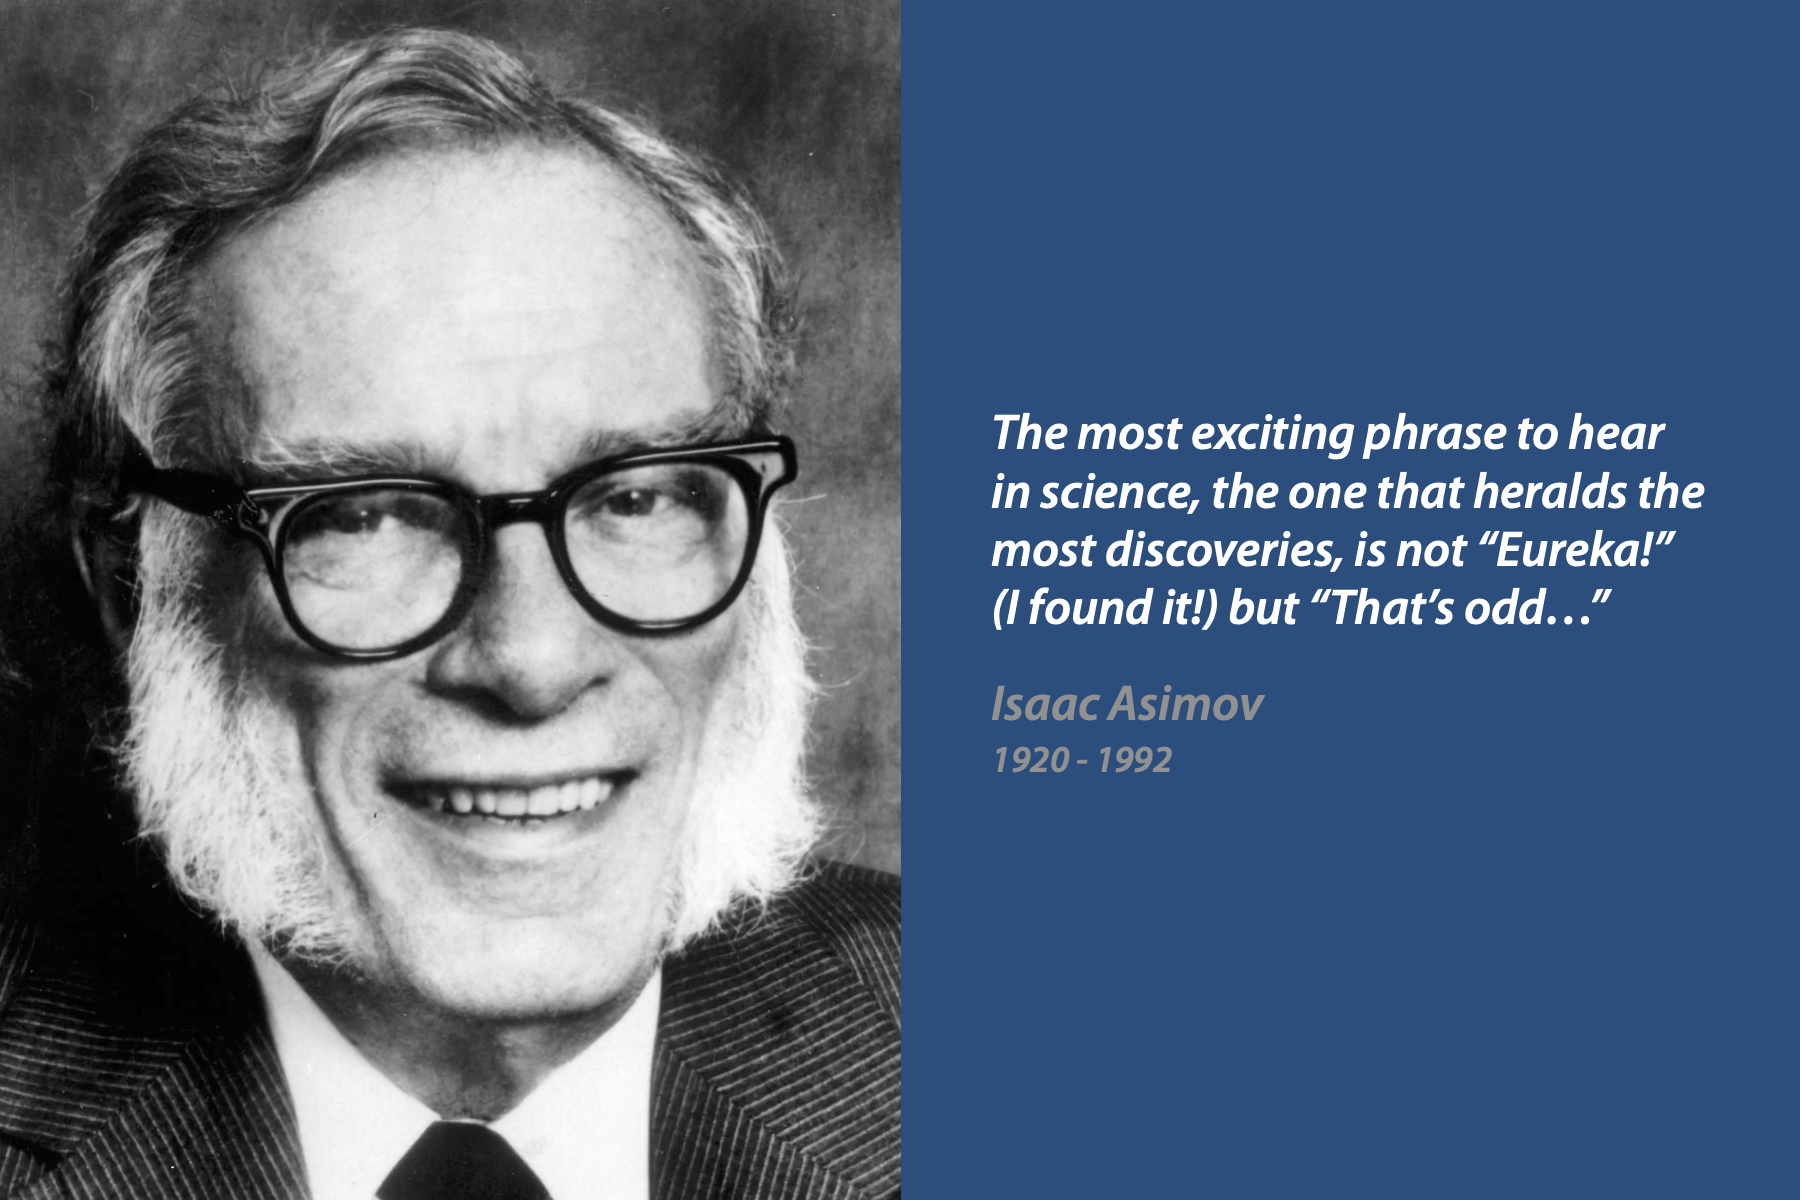 The most exciting phrase to hear
in science, the one that heralds the
most discoveries, is not “Eureka!”
(I found it!) but “That’s odd…”
Isaac Asimov
1920 - 1992